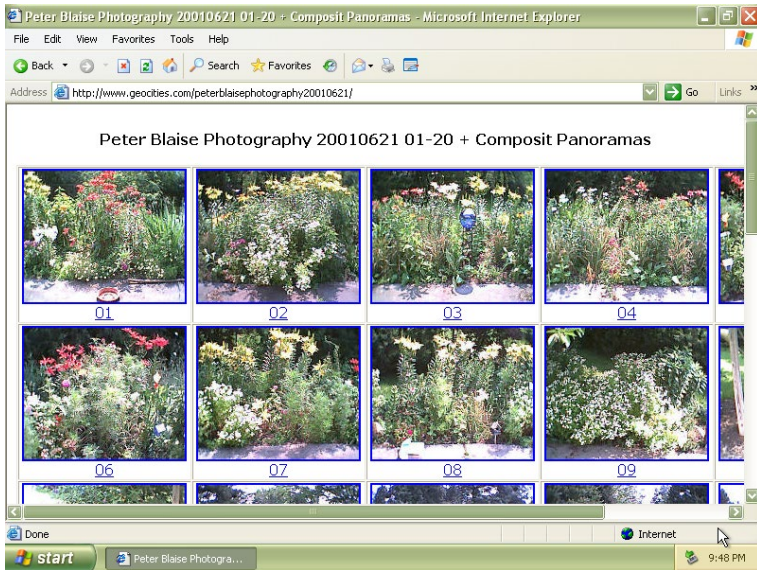 Peter Blaise Photography 20010621 01-20 + Composit Panoramas - Microsoft Internet Explorer
File Edit View Favorites Tools Help
Back Search Favorites
Address http://www.geocities.com/peterblaisephotography20010621/ Go Links »
Peter Blaise Photography 20010621 01-20 + Composit Panoramas
01 02 03 04
06 07 08 09
Done Internet
start Peter Blaise Photogra... 9:48 PM